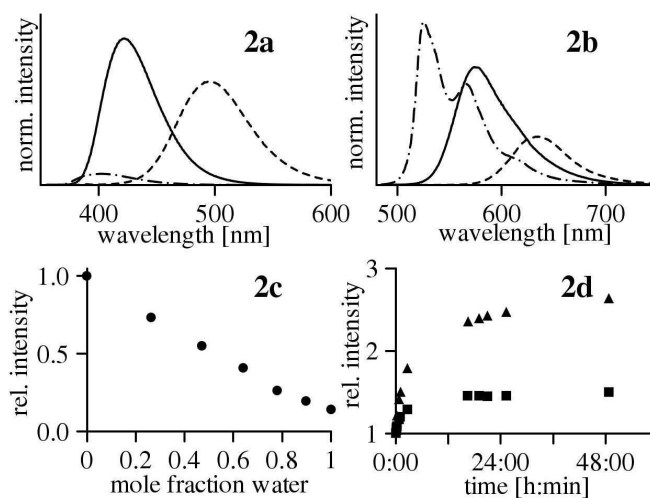 norm. intensity
2a
400 500 600
wavelength [nm]
norm. intensity
2b
500 600 700
wavelength [nm]
rel. intensity
1.0
0.5
0.0
2c
0 0.2 0.4 0.6 0.8 1
mole fraction water
rel. intensity
3
2
1
2d
0:00 24:00 48:00
time [h:min]